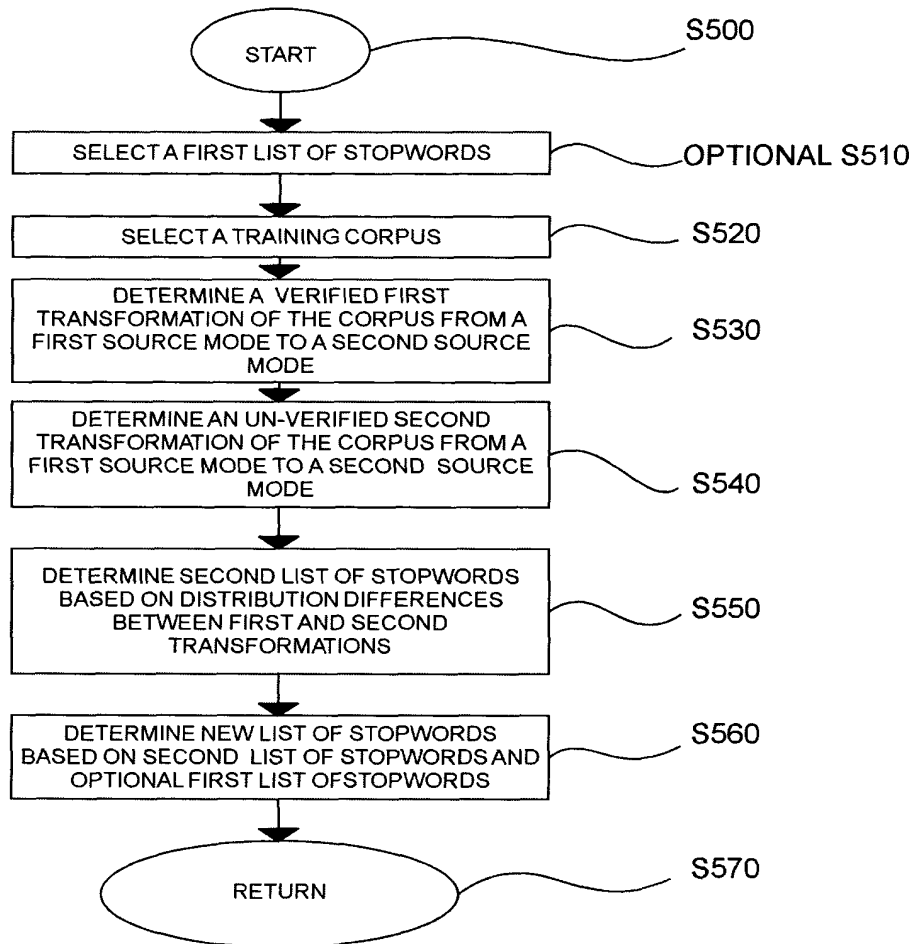 START
S500
SELECT A FIRST LIST OF STOPWORDS
OPTIONAL S510
SELECT A TRAINING CORPUS
S520
DETERMINE A VERIFIED FIRST
TRANSFORMATION OF THE CORPUS FROM A
FIRST SOURCE MODE TO A SECOND SOURCE
MODE
S530
DETERMINE AN UN-VERIFIED SECOND
TRANSFORMATION OF THE CORPUS FROM A
FIRST SOURCE MODE TO A SECOND SOURCE
MODE
S540
DETERMINE SECOND LIST OF STOPWORDS
BASED ON DISTRIBUTION DIFFERENCES
BETWEEN FIRST AND SECOND
TRANSFORMATIONS
S550
DETERMINE NEW LIST OF STOPWORDS
BASED ON SECOND LIST OF STOPWORDS AND
OPTIONAL FIRST LIST OFSTOPWORDS
S560
RETURN
S570